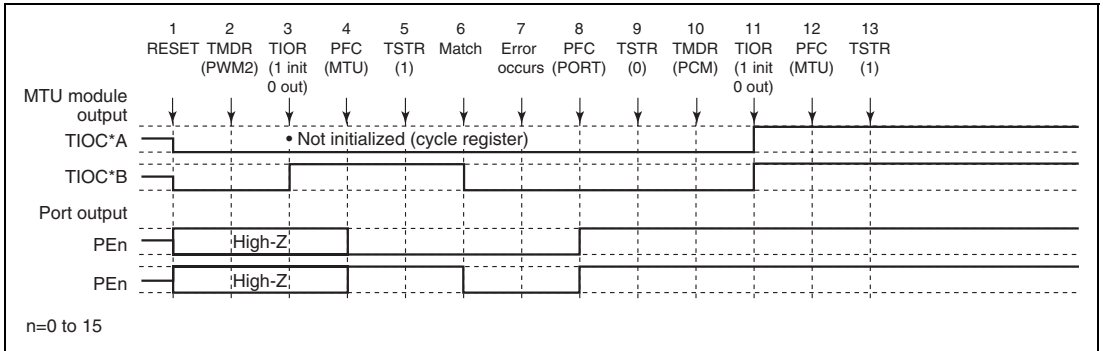 1 2 3 4 5 6 7 8 9 10 11 12 13
RESET TMDR TIOR PFC TSTR Match Error PFC TSTR TMDR TIOR PFC TSTR
(PWM2) (1 init (MTU) (1) occurs (PORT) (0) (PCM) (1 init (MTU) (1)
0 out) 0 out)
MTU module
output
TIOC*A • Not initialized (cycle register)
TIOC*B
Port output
PEn High-Z
PEn High-Z
n=0 to 15